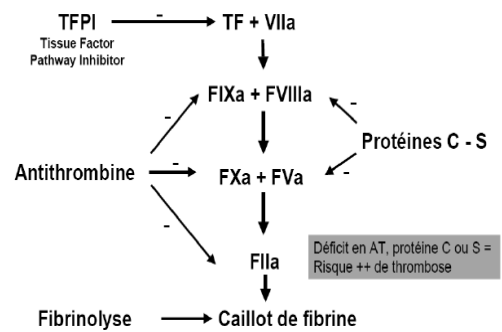 TFPI - TF + VIIa
Tissue Factor
Pathway Inhibitor
FIXa + FVIIIa
- -
Protéines C - S
Antithrombine - FXa + FVa -
-
Déficit en AT, protéine C ou S =
Risque ++ de thrombose
FIIa
Fibrinolyse Caillot de fibrine